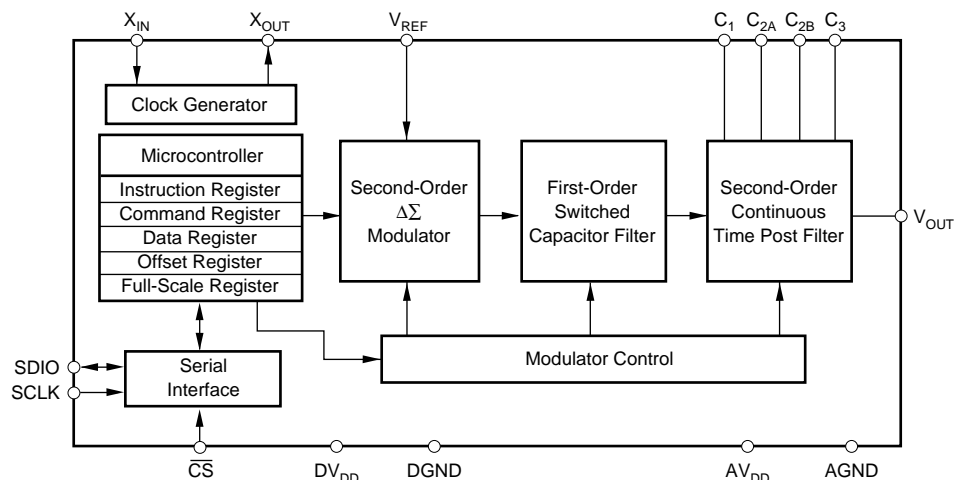 X_IN X_OUT V_REF C_1 C_2A C_2B C_3
Clock Generator
Microcontroller
Instruction Register
Command Register
Data Register
Offset Register
Full-Scale Register
Second-Order
ΔΣ
Modulator
First-Order
Switched
Capacitor Filter
Second-Order
Continuous
Time Post Filter
V_OUT
Modulator Control
SDIO
SCLK
Serial
Interface
C̅S̅ DV_DD DGND AV_DD AGND